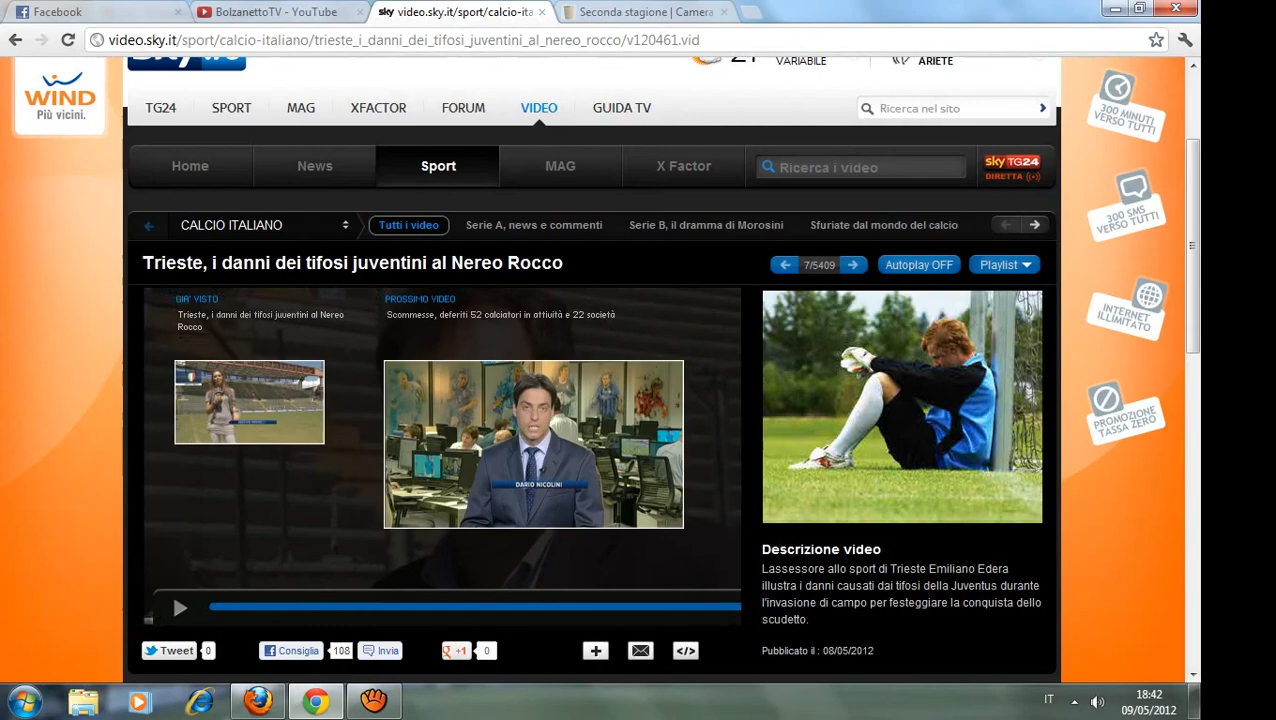 Facebook
BolzanettoTV - YouTube
sky video.sky.it/sport/calcio-ita
Seconda stagione | Camera
video.sky.it/sport/calcio-italiano/trieste_i_danni_dei_tifosi_juventini_al_nereo_rocco/v120461.vid
WIND
Più vicini.
21
VARIABILE
ARIETE
TG24
SPORT
MAG
XFACTOR
FORUM
VIDEO
GUIDA TV
Ricerca nel sito
Home
News
Sport
MAG
X Factor
Ricerca i video
sky TG24
DIRETTA
CALCIO ITALIANO
Tutti i video
Serie A, news e commenti
Serie B, il dramma di Morosini
Sfuriate dal mondo del calcio
Trieste, i danni dei tifosi juventini al Nereo Rocco
7/5409
Autoplay OFF
Playlist
GIA' VISTO
Trieste, i danni dei tifosi juventini al Nereo
Rocco
PROSSIMO VIDEO
Scommesse, deferiti 52 calciatori in attività e 22 società
DARIO NICOLINI
Descrizione video
Lassessore allo sport di Trieste Emiliano Edera
illustra i danni causati dai tifosi della Juventus durante
l'invasione di campo per festeggiare la conquista dello
scudetto.
Pubblicato il : 08/05/2012
Tweet
0
Consiglia
108
Invia
+1
0
300 MINUTI
VERSO TUTTI
300 SMS
VERSO TUTTI
INTERNET
ILLIMITATO
PROMOZIONE
TASSA ZERO
IT
18:42
09/05/2012